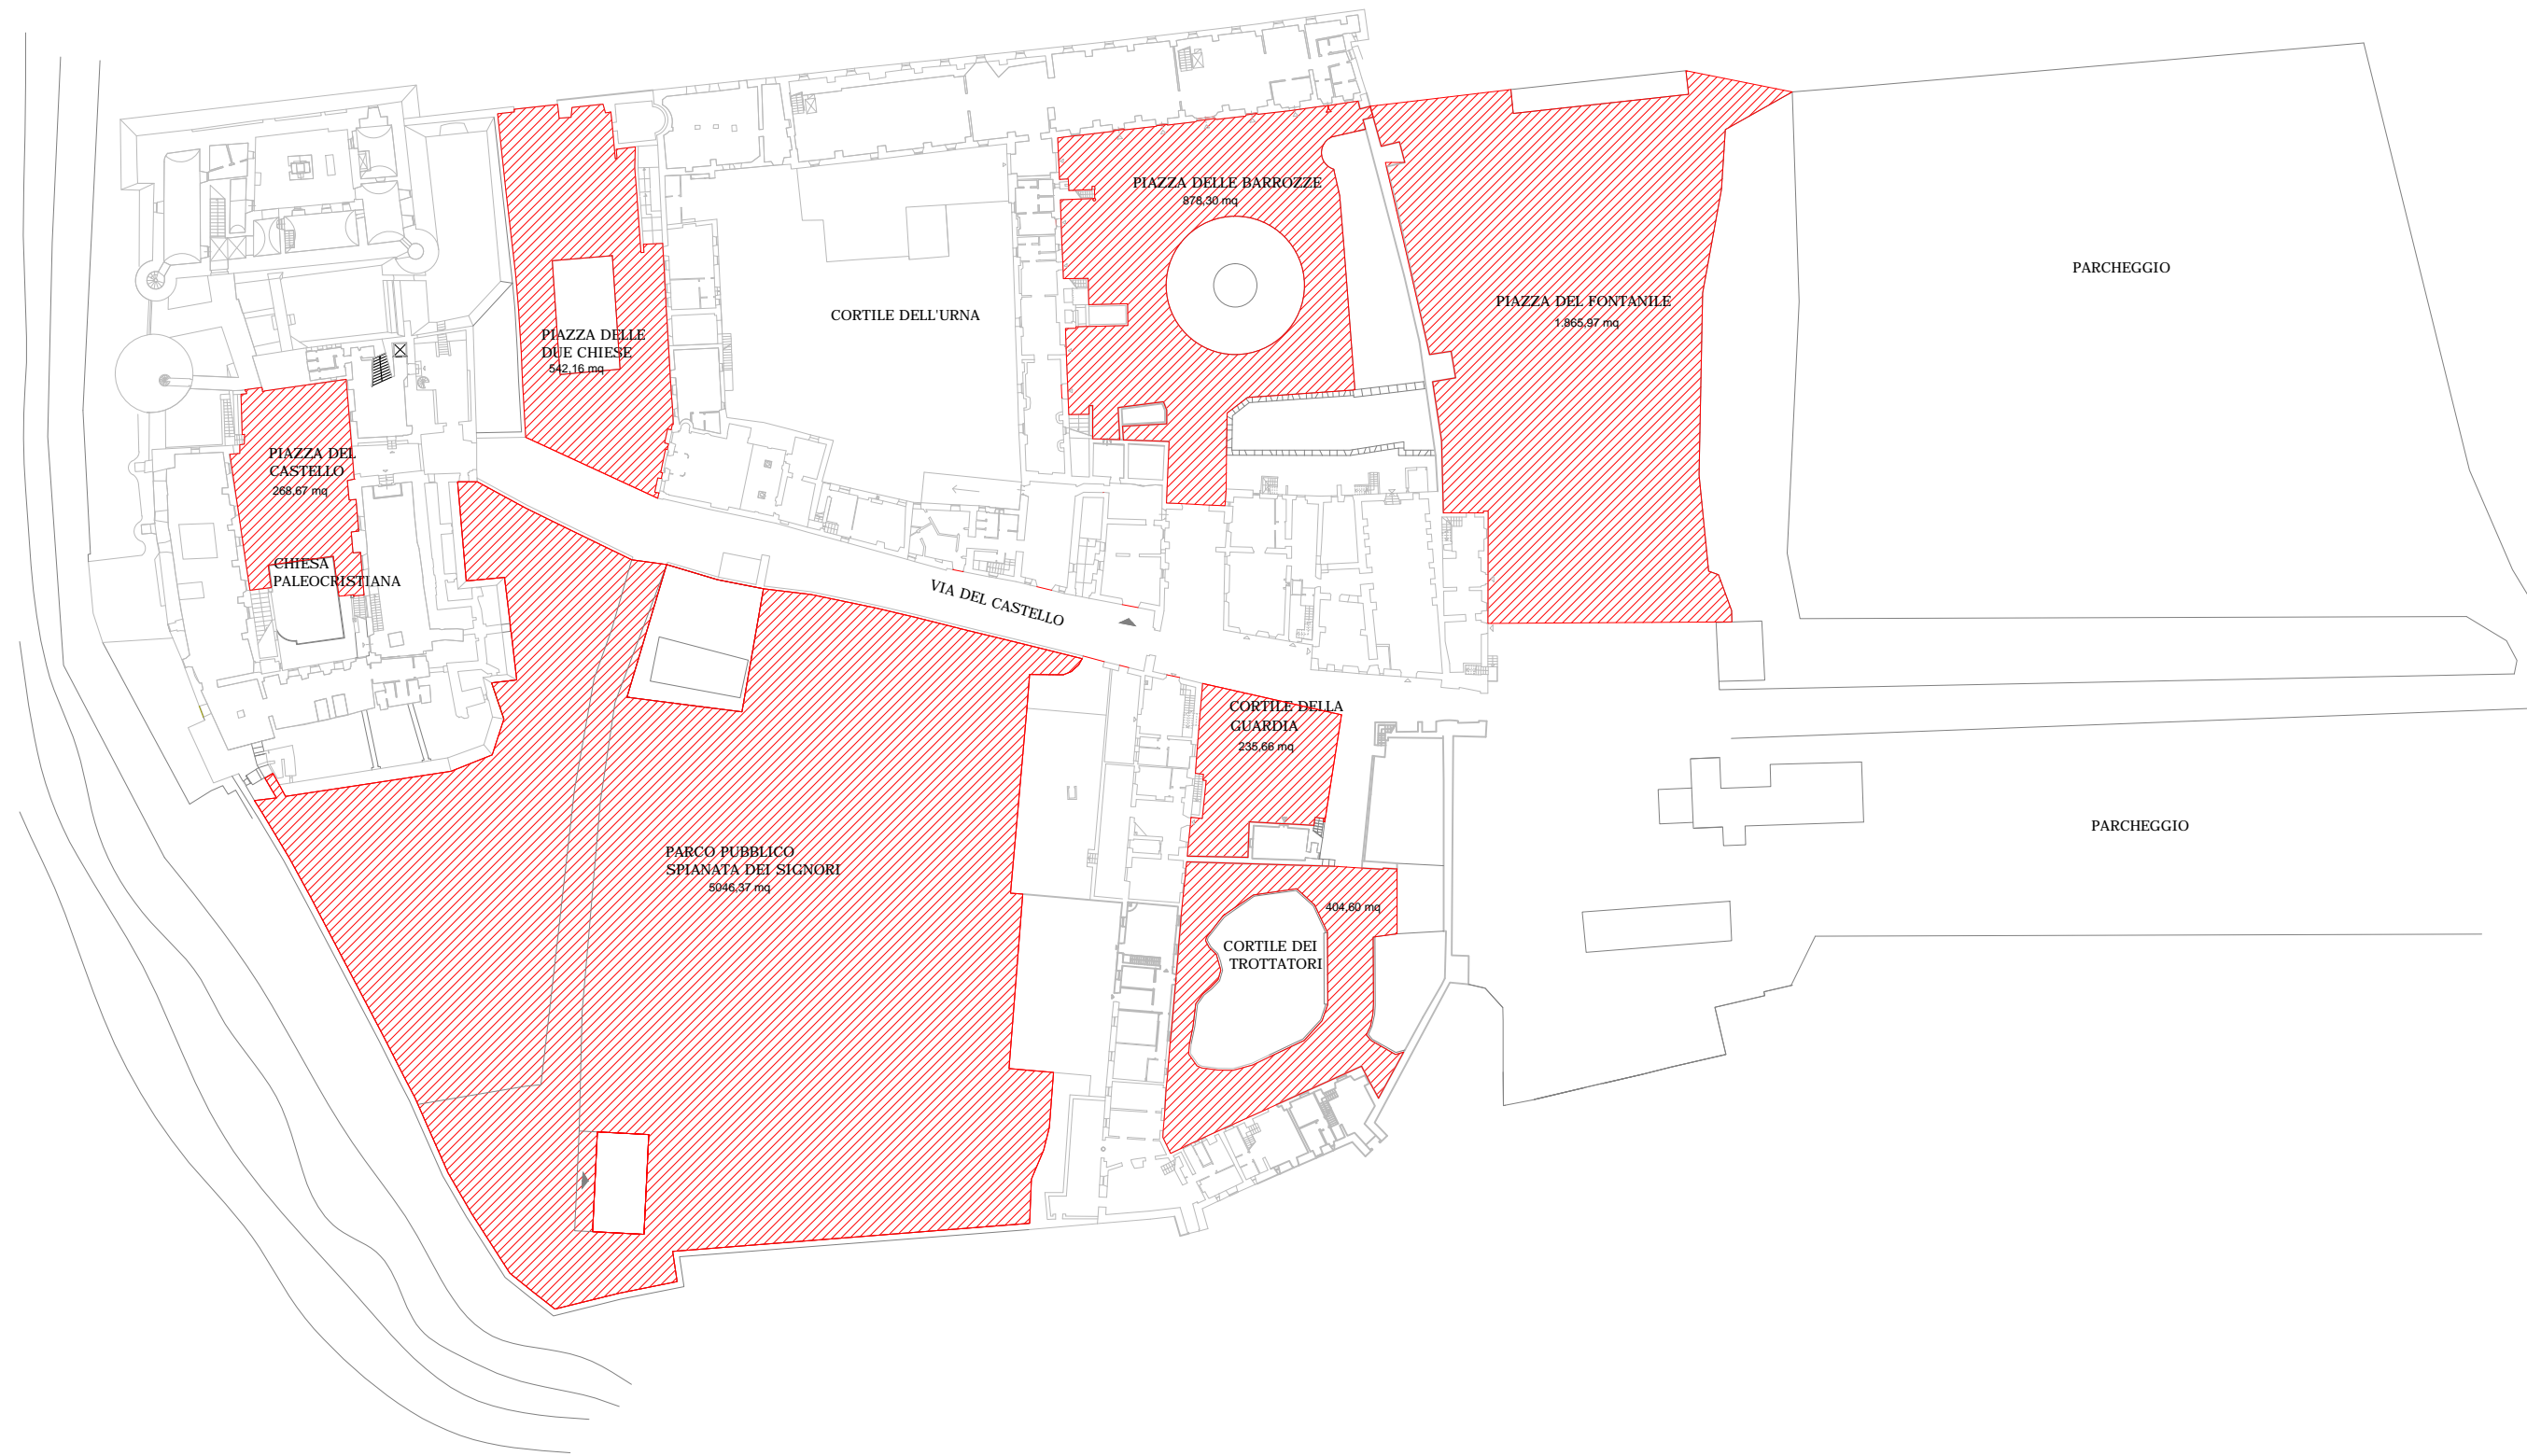 PIAZZA DELLE BARROZZE
878,30 mq
PARCHEGGIO
PIAZZA DEL FONTANILE
1.865,97 mq
CORTILE DELL'URNA
PIAZZA DELLE
DUE CHIESE
542,16 mq
PIAZZA DEL
CASTELLO
268,67 mq
CHIESA
PALEOCRISTIANA
VIA DEL CASTELLO
CORTILE DELLA
GUARDIA
235,66 mq
PARCHEGGIO
PARCO PUBBLICO
SPIANATA DEI SIGNORI
5046,37 mq
404,60 mq
CORTILE DEI
TROTTATORI